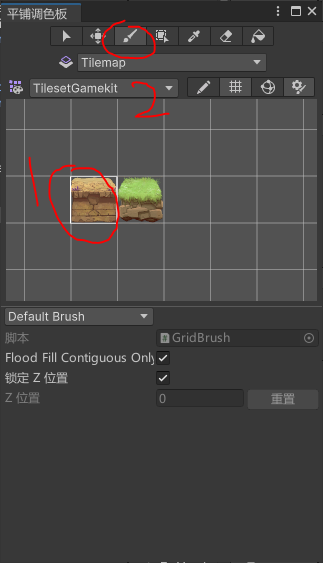 平铺调色板
Tilemap
TilesetGamekit
2
1
Default Brush
脚本
GridBrush
Flood Fill Contiguous Only
锁定 Z 位置
Z 位置
0
重置